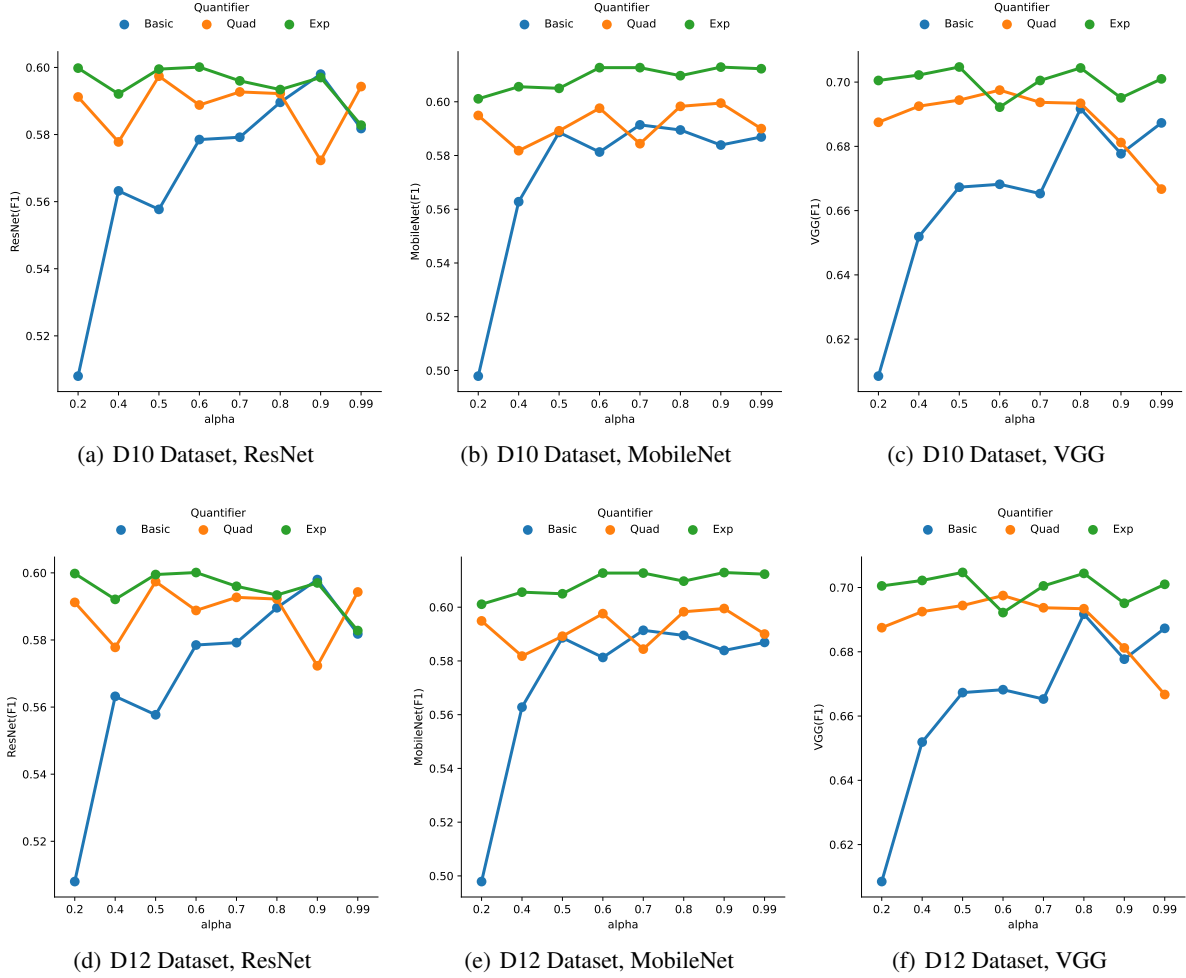 Quantifier
Basic Quad Exp
0.60
0.58
0.56
0.54
0.52
ResNet(F1)
0.2 0.4 0.5 0.6 0.7 0.8 0.9 0.99
alpha
(a) D10 Dataset, ResNet
Quantifier
Basic Quad Exp
0.60
0.58
0.56
0.54
0.52
0.50
MobileNet(F1)
0.2 0.4 0.5 0.6 0.7 0.8 0.9 0.99
alpha
(b) D10 Dataset, MobileNet
Quantifier
Basic Quad Exp
0.70
0.68
0.66
0.64
0.62
VGG(F1)
0.2 0.4 0.5 0.6 0.7 0.8 0.9 0.99
alpha
(c) D10 Dataset, VGG
Quantifier
Basic Quad Exp
0.60
0.58
0.56
0.54
0.52
ResNet(F1)
0.2 0.4 0.5 0.6 0.7 0.8 0.9 0.99
alpha
(d) D12 Dataset, ResNet
Quantifier
Basic Quad Exp
0.60
0.58
0.56
0.54
0.52
0.50
MobileNet(F1)
0.2 0.4 0.5 0.6 0.7 0.8 0.9 0.99
alpha
(e) D12 Dataset, MobileNet
Quantifier
Basic Quad Exp
0.70
0.68
0.66
0.64
0.62
VGG(F1)
0.2 0.4 0.5 0.6 0.7 0.8 0.9 0.99
alpha
(f) D12 Dataset, VGG